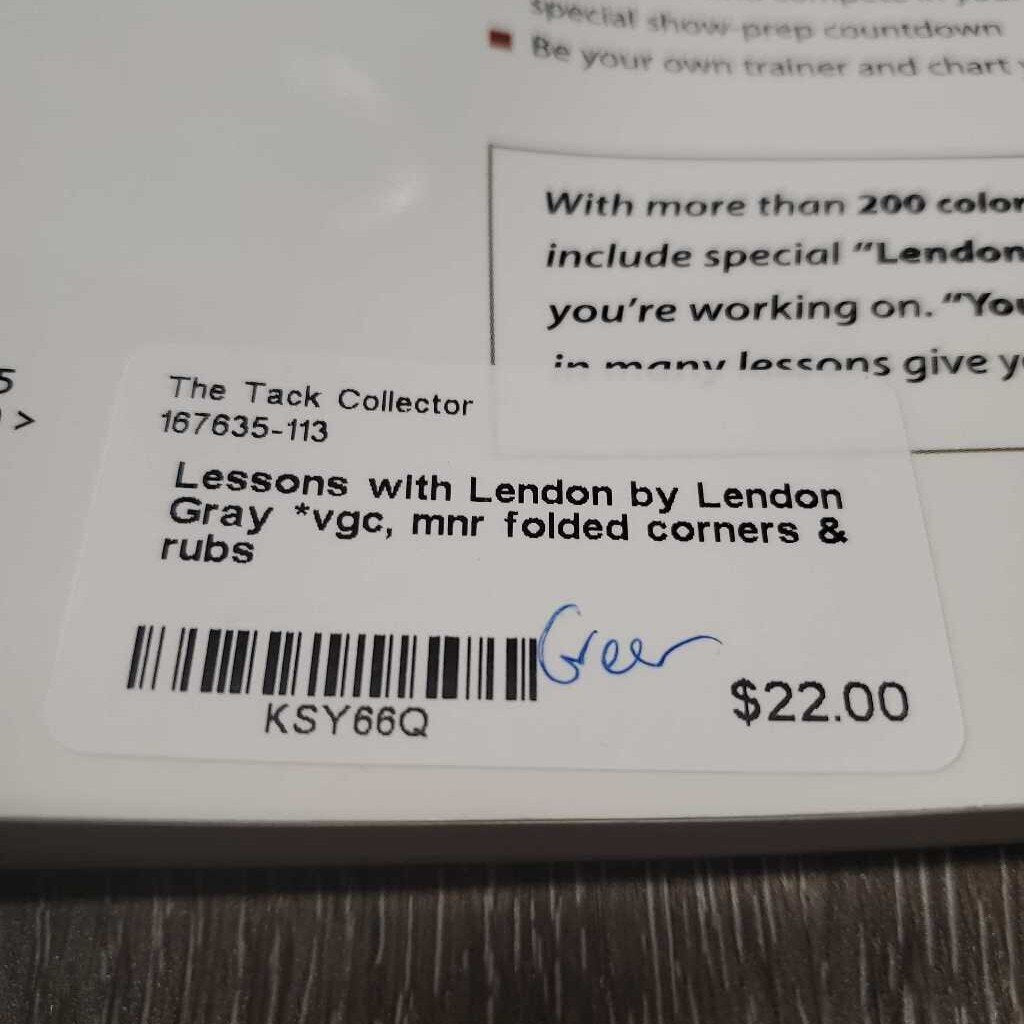 special show-prep countdown
■ Be your own trainer and chart
With more than 200 color
include special "Lendon
you're working on. "You
in many lessons give y
5
>
The Tack Collector
167635-113
Lessons with Lendon by Lendon
Gray *vgc, mnr folded corners &
rubs
Green
KSY66Q
$22.00